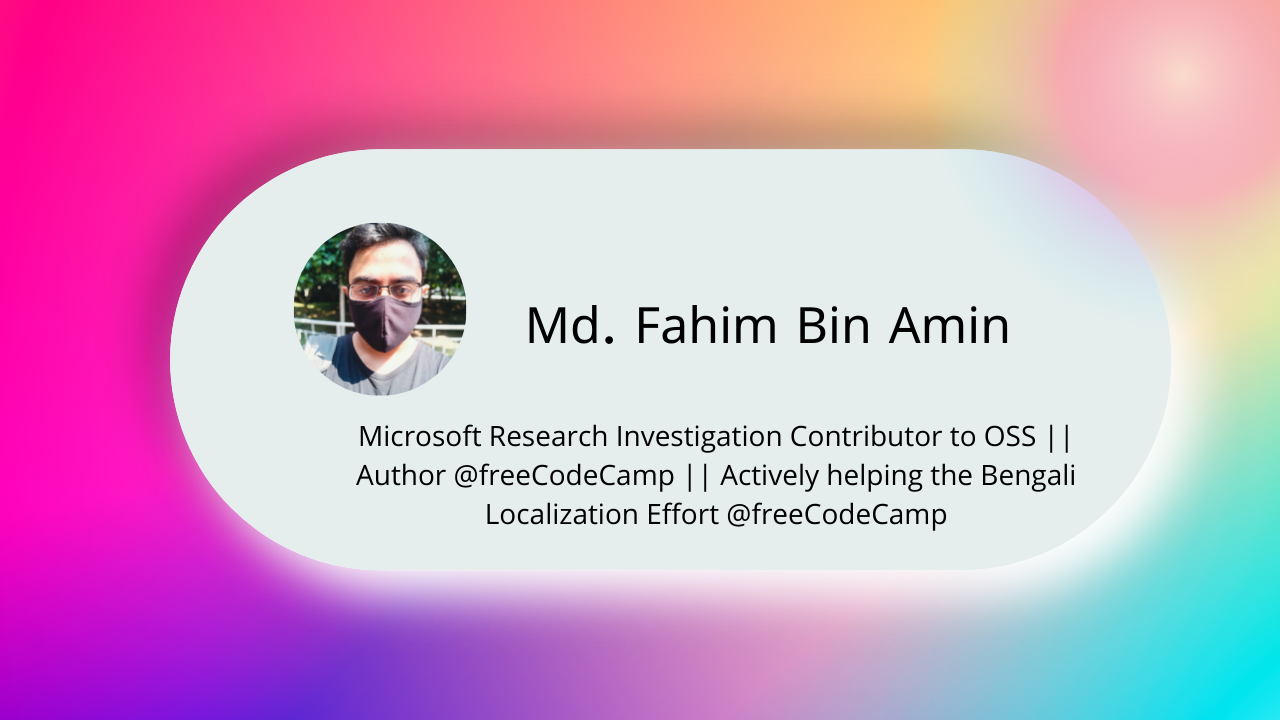 Md. Fahim Bin Amin
Microsoft Research Investigation Contributor to OSS ||
Author @freeCodeCamp || Actively helping the Bengali
Localization Effort @freeCodeCamp